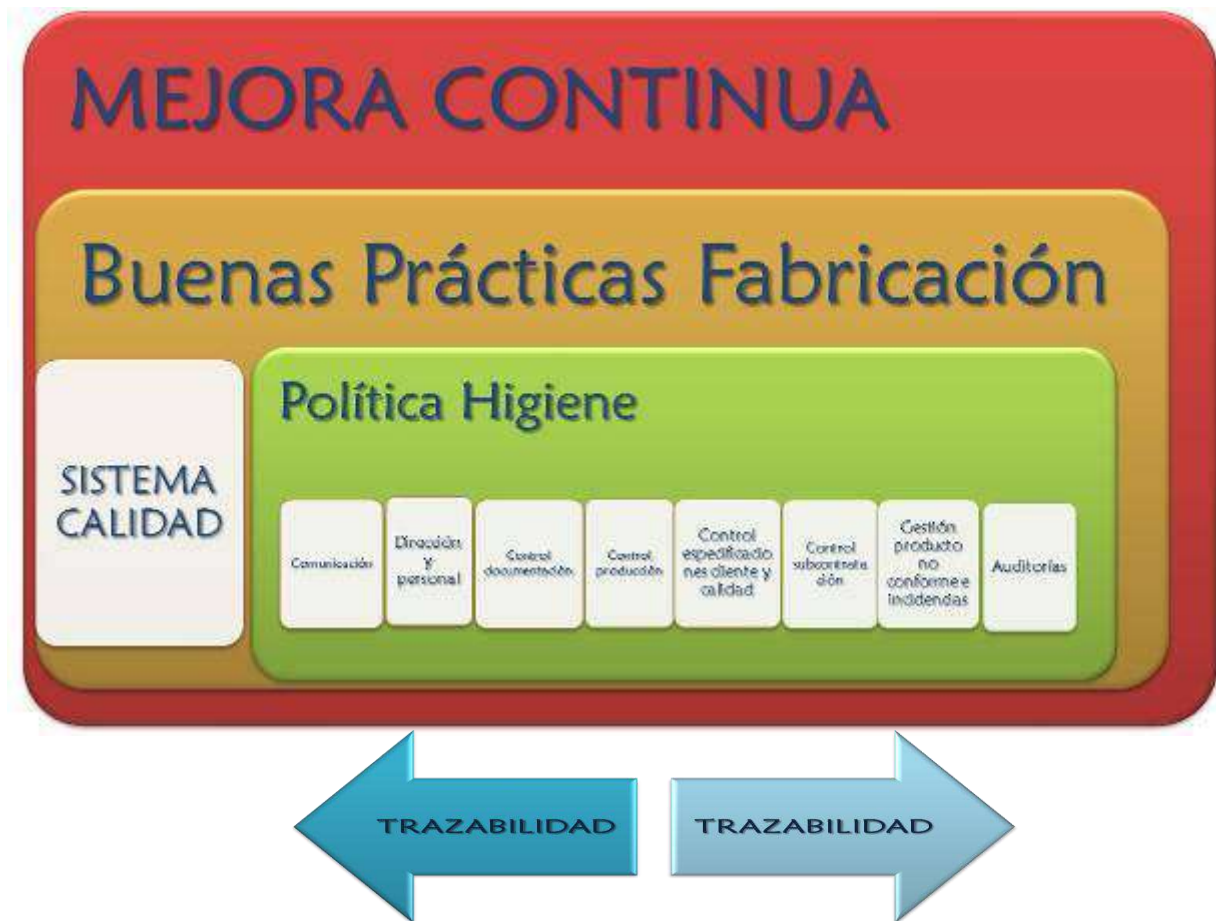 MEJORA CONTINUA
Buenas Prácticas Fabricación
SISTEMA
CALIDAD
Política Higiene
Comunicación
Dirección
y
personal
Control
documentación
Control
producción
Control
especificacio
nes cliente y
calidad
Control
subcontrata
ción
Gestión
producto
no
conforme e
incidencias
Auditorías
TRAZABILIDAD
TRAZABILIDAD